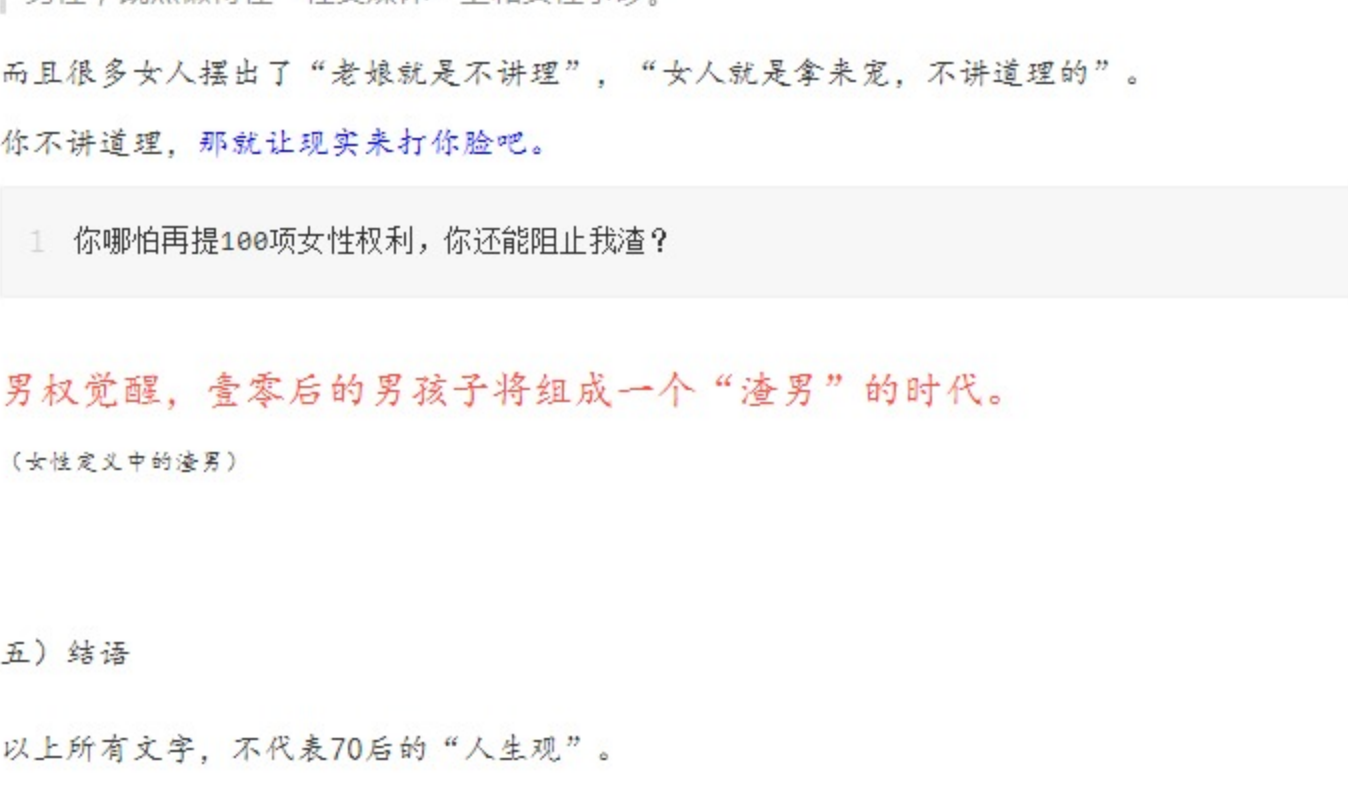 而且很多女人摆出了“老娘就是不讲理”，“女人就是拿来宠，不讲道理的”。
你不讲道理，那就让现实来打你脸吧。
1 你哪怕再提100项女性权利，你还能阻止我渣？
男权觉醒，壹零后的男孩子将组成一个“渣男”的时代。
（女性定义中的渣男）
五）结语
以上所有文字，不代表70后的“人生观”。